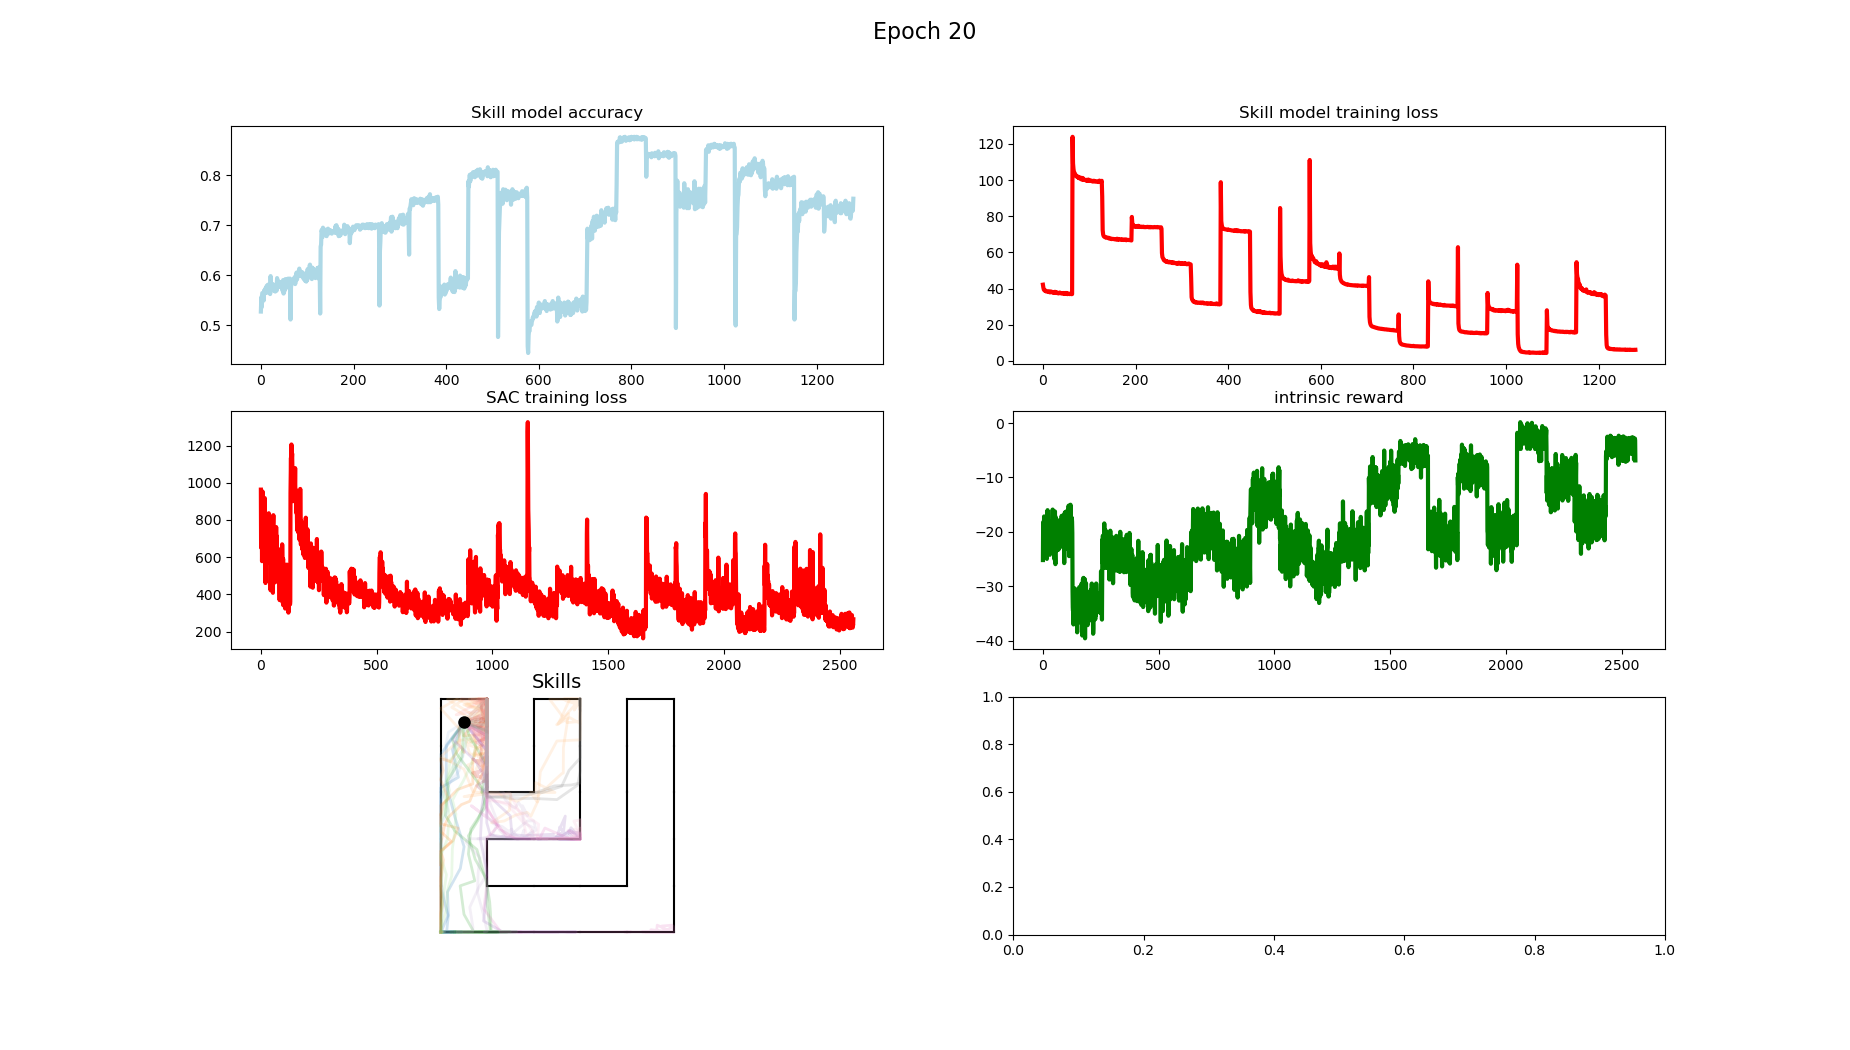 Epoch 20
Skill model accuracy
0.8
0.7
0.6
0.5
0 200 400 600 800 1000 1200
Skill model training loss
120
100
80
60
40
20
0
0 200 400 600 800 1000 1200
SAC training loss
1200
1000
800
600
400
200
0 500 1000 1500 2000 2500
intrinsic reward
0
−10
−20
−30
−40
0 500 1000 1500 2000 2500
Skills
1.0
0.8
0.6
0.4
0.2
0.0
0.0 0.2 0.4 0.6 0.8 1.0